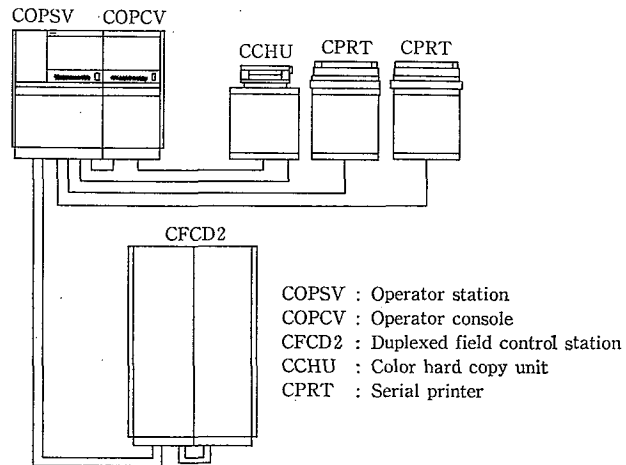 COPSV COPCV
CCHU CPRT CPRT
CFCD2
COPSV : Operator station
COPCV : Operator console
CFCD2 : Duplexed field control station
CCHU : Color hard copy unit
CPRT : Serial printer